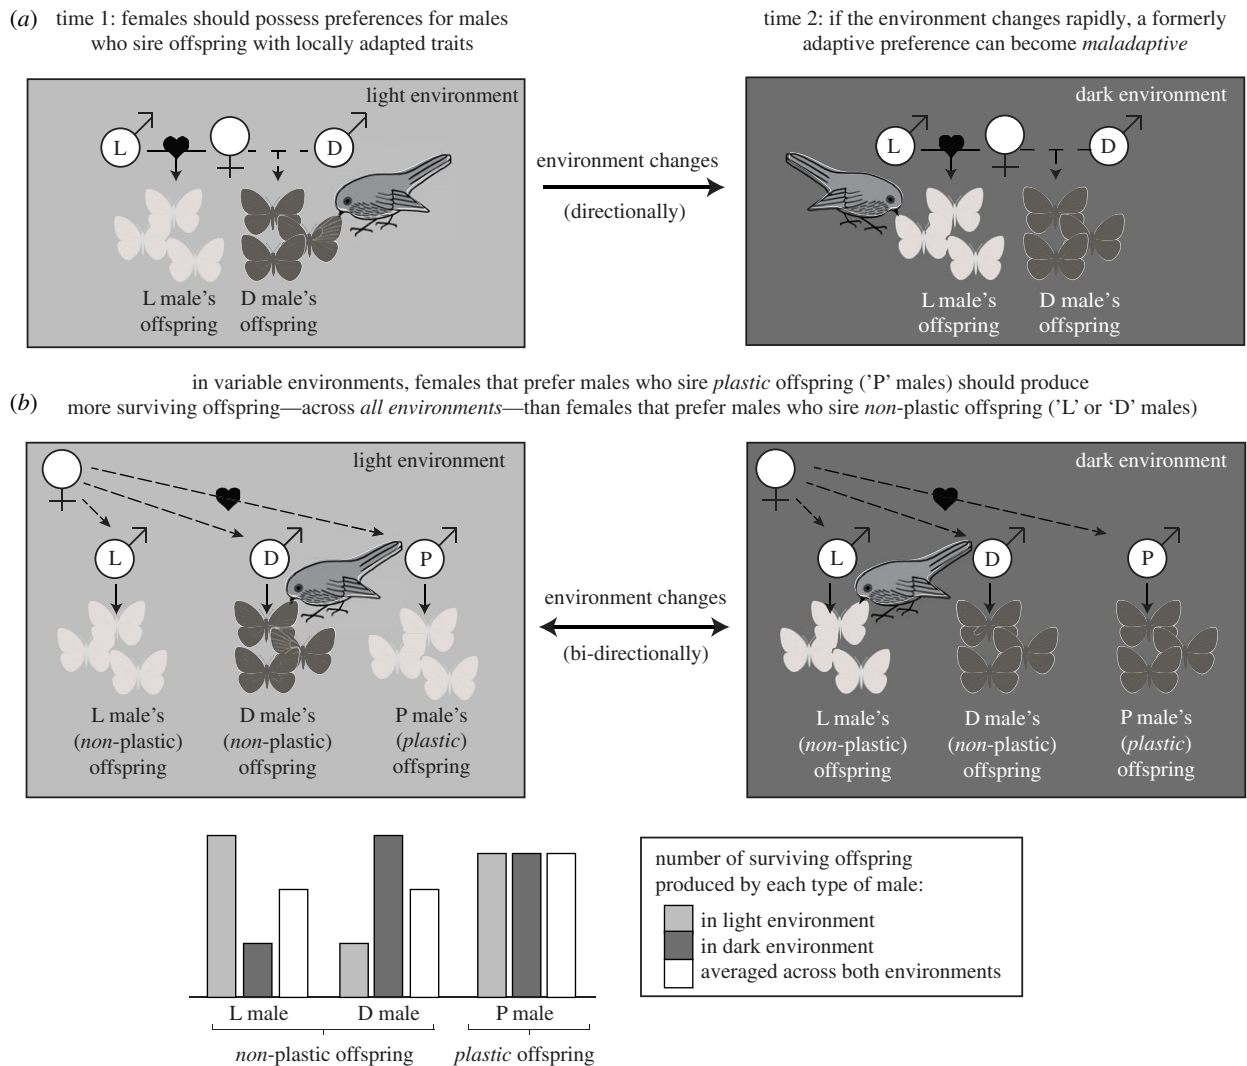 (a) time 1: females should possess preferences for males
who sire offspring with locally adapted traits
time 2: if the environment changes rapidly, a formerly
adaptive preference can become maladaptive
light environment
L
D
L male's
offspring
D male's
offspring
environment changes
(directionally)
dark environment
L
D
L male's
offspring
D male's
offspring
in variable environments, females that prefer males who sire plastic offspring ('P' males) should produce
(b) more surviving offspring—across all environments—than females that prefer males who sire non-plastic offspring ('L' or ‘D’ males)
light environment
L
D
P
L male's
(non-plastic)
offspring
D male's
(non-plastic)
offspring
P male's
(plastic)
offspring
environment changes
(bi-directionally)
dark environment
L
D
P
L male's
(non-plastic)
offspring
D male's
(non-plastic)
offspring
P male's
(plastic)
offspring
L male
D male
P male
non-plastic offspring
plastic offspring
number of surviving offspring
produced by each type of male:
in light environment
in dark environment
averaged across both environments